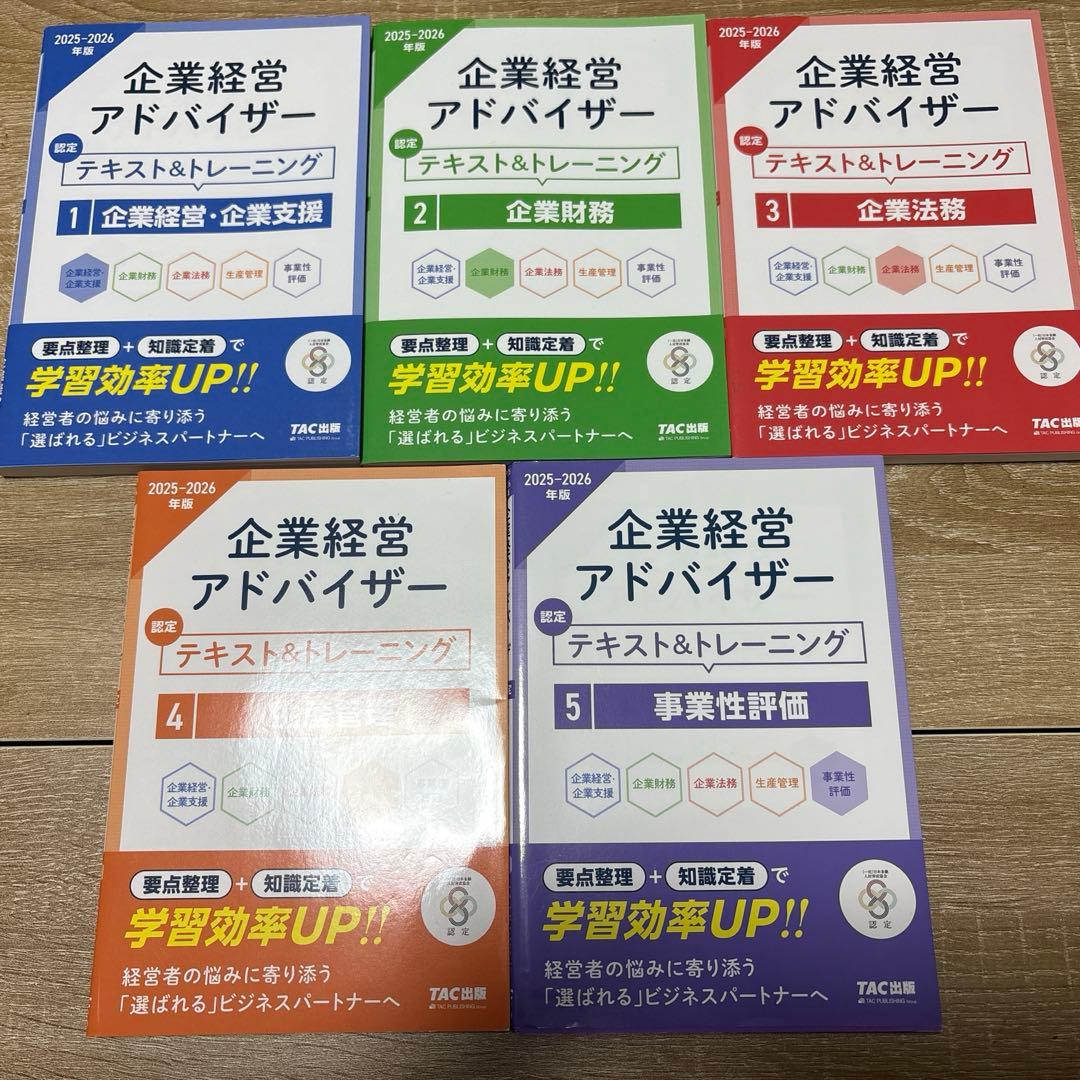 2025-2026
年版
企業経営
アドバイザー
認定
テキスト&トレーニング
1 企業経営・企業支援
企業経営・
企業支援
企業財務
企業法務
生産管理
事業性
評価
要点整理 + 知識定着 で
学習効率UP!!
経営者の悩みに寄り添う
「選ばれる」ビジネスパートナーへ
認定
2025-2026
年版
企業経営
アドバイザー
認定
テキスト&トレーニング
2 企業財務
企業経営・
企業支援
企業財務
企業法務
生産管理
事業性
評価
要点整理 + 知識定着 で
学習効率UP!!
経営者の悩みに寄り添う
「選ばれる」ビジネスパートナーへ
認定
TAC出版
TAC PUBLISHING Group
2025-2026
年版
企業経営
アドバイザー
認定
テキスト&トレーニング
3 企業法務
企業経営・
企業支援
企業財務
企業法務
生産管理
事業性
評価
要点整理 + 知識定着 で
学習効率UP!!
経営者の悩みに寄り添う
「選ばれる」ビジネスパートナーへ
認定
TAC出版
TAC PUBLISHING Group
2025-2026
年版
企業経営
アドバイザー
認定
テキスト&トレーニング
4 管理
企業経営・
企業支援
企業財務
要点整理 + 知識定着 で
学習効率UP!!
経営者の悩みに寄り添う
「選ばれる」ビジネスパートナーへ
認定
TAC出版
TAC PUBLISHING Group
2025-2026
年版
企業経営
アドバイザー
認定
テキスト&トレーニング
5 事業性評価
企業経営・
企業支援
企業財務
企業法務
生産管理
事業性
評価
要点整理 + 知識定着 で
学習効率UP!!
経営者の悩みに寄り添う
「選ばれる」ビジネスパートナーへ
認定
TAC出版
TAC PUBLISHING Group